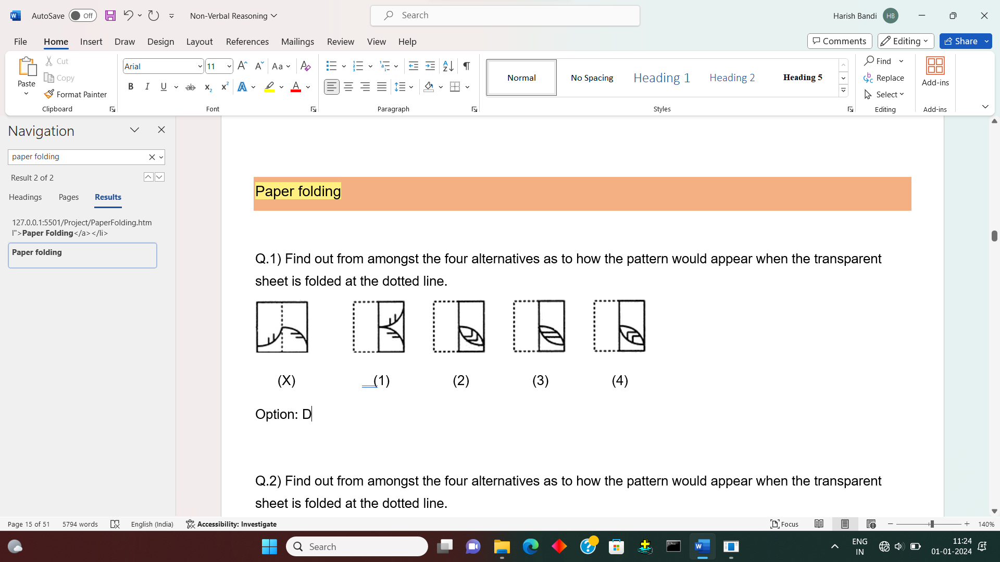 AutoSave Off Non-Verbal Reasoning Search Harish Bandi HB
File Home Insert Draw Design Layout References Mailings Review View Help Comments Editing Share
Paste Cut Copy Format Painter
Clipboard
Arial 11 Aa
B I U ab x₂ x² A A
Font
Paragraph
Normal No Spacing Heading 1 Heading 2 Heading 5
Styles
Find Replace Select
Editing
Add-ins
Add-ins
Navigation
paper folding
Result 2 of 2
Headings Pages Results
127.0.0.1:5501/Project/PaperFolding.htm
l">Paper Folding</a></li>
Paper folding
Paper folding
Q.1) Find out from amongst the four alternatives as to how the pattern would appear when the transparent
sheet is folded at the dotted line.
(X) (1) (2) (3) (4)
Option: D
Q.2) Find out from amongst the four alternatives as to how the pattern would appear when the transparent
sheet is folded at the dotted line.
Page 15 of 51 5794 words English (India) Accessibility: Investigate Focus 140%
Search ENG IN 11:24
01-01-2024